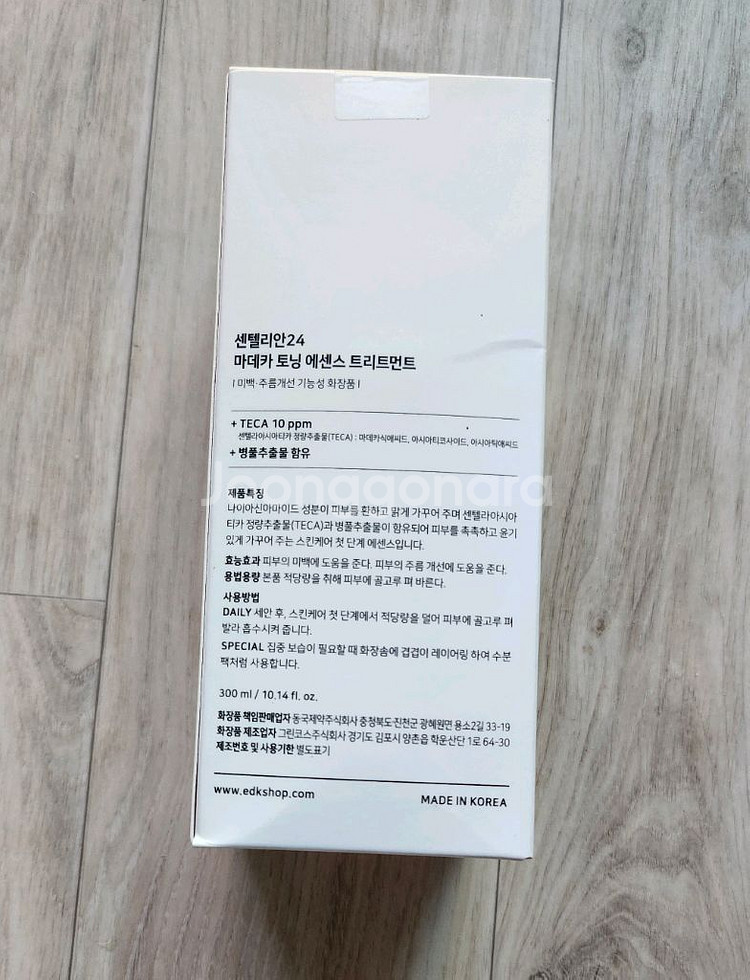 센텔리안24
마데카 토닝 에센스 트리트먼트
| 미백·주름개선 기능성 화장품 |
+ TECA 10 ppm
센텔라아시아티카 정량추출물(TECA) : 마데카식애씨드, 아시아티코사이드, 아시아틱애씨드
+ 병풀추출물 함유
Joonggonara
제품특징
나이아신아마이드 성분이 피부를 환하고 맑게 가꾸어 주며 센텔라아시아
티카 정량추출물(TECA)과 병풀추출물이 함유되어 피부를 촉촉하고 윤기
있게 가꾸어 주는 스킨케어 첫 단계 에센스입니다.
효능효과 피부의 미백에 도움을 준다. 피부의 주름 개선에 도움을 준다.
용법용량 본품 적당량을 취해 피부에 골고루 펴 바른다.
사용방법
DAILY 세안 후, 스킨케어 첫 단계에서 적당량을 덜어 피부에 골고루 펴
발라 흡수시켜 줍니다.
SPECIAL 집중 보습이 필요할 때 화장솜에 겹겹이 레이어링 하여 수분
팩처럼 사용합니다.
300 ml / 10.14 fl. oz.
화장품 책임판매업자 동국제약주식회사 충청북도 진천군 광혜원면 용소2길 33-19
화장품 제조업자 그린코스주식회사 경기도 김포시 양촌읍 학운산단 1로 64-30
제조번호 및 사용기한 별도표기
www.edkshop.com
MADE IN KOREA